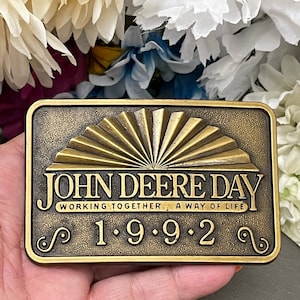 JOHN DEERE DAY
WORKING TOGETHER... A WAY OF LIFE
1·9·9·2